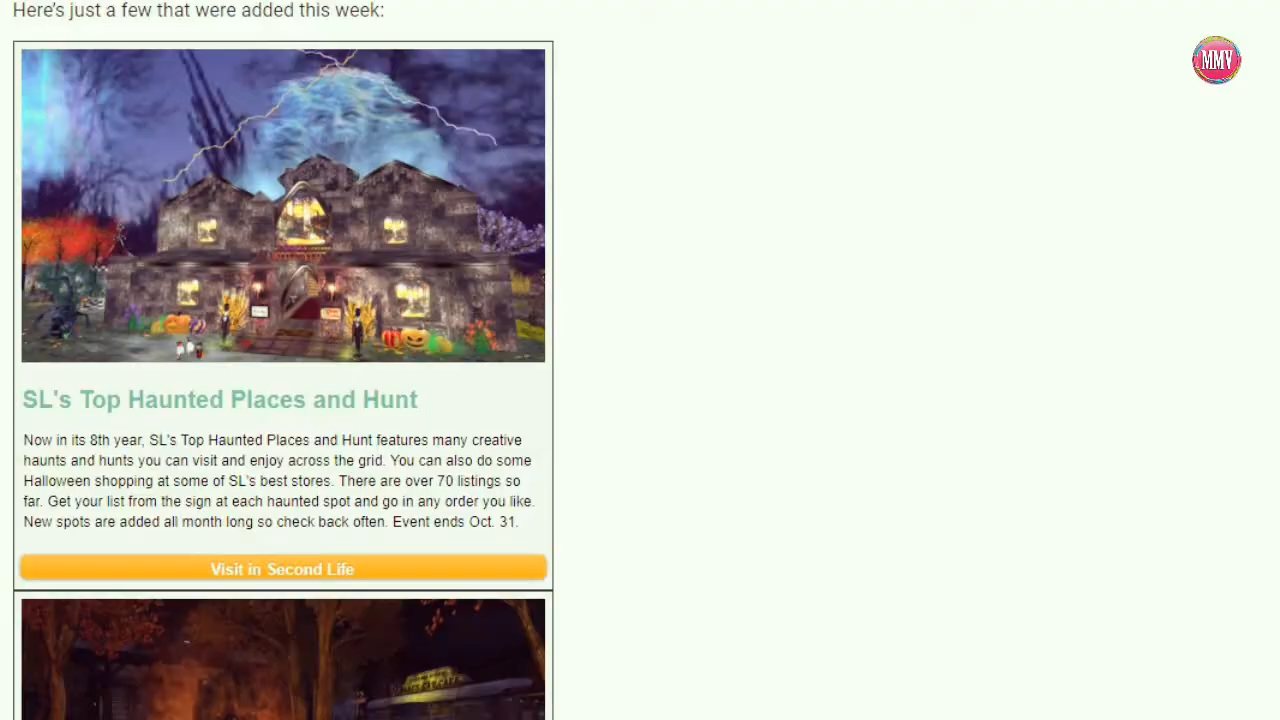 Here's just a few that were added this week:
MMV
SL's Top Haunted Places and Hunt
Now in its 8th year, SL's Top Haunted Places and Hunt features many creative
haunts and hunts you can visit and enjoy across the grid. You can also do some
Halloween shopping at some of SL's best stores. There are over 70 listings so
far. Get your list from the sign at each haunted spot and go in any order you like.
New spots are added all month long so check back often. Event ends Oct. 31.
Visit in Second Life